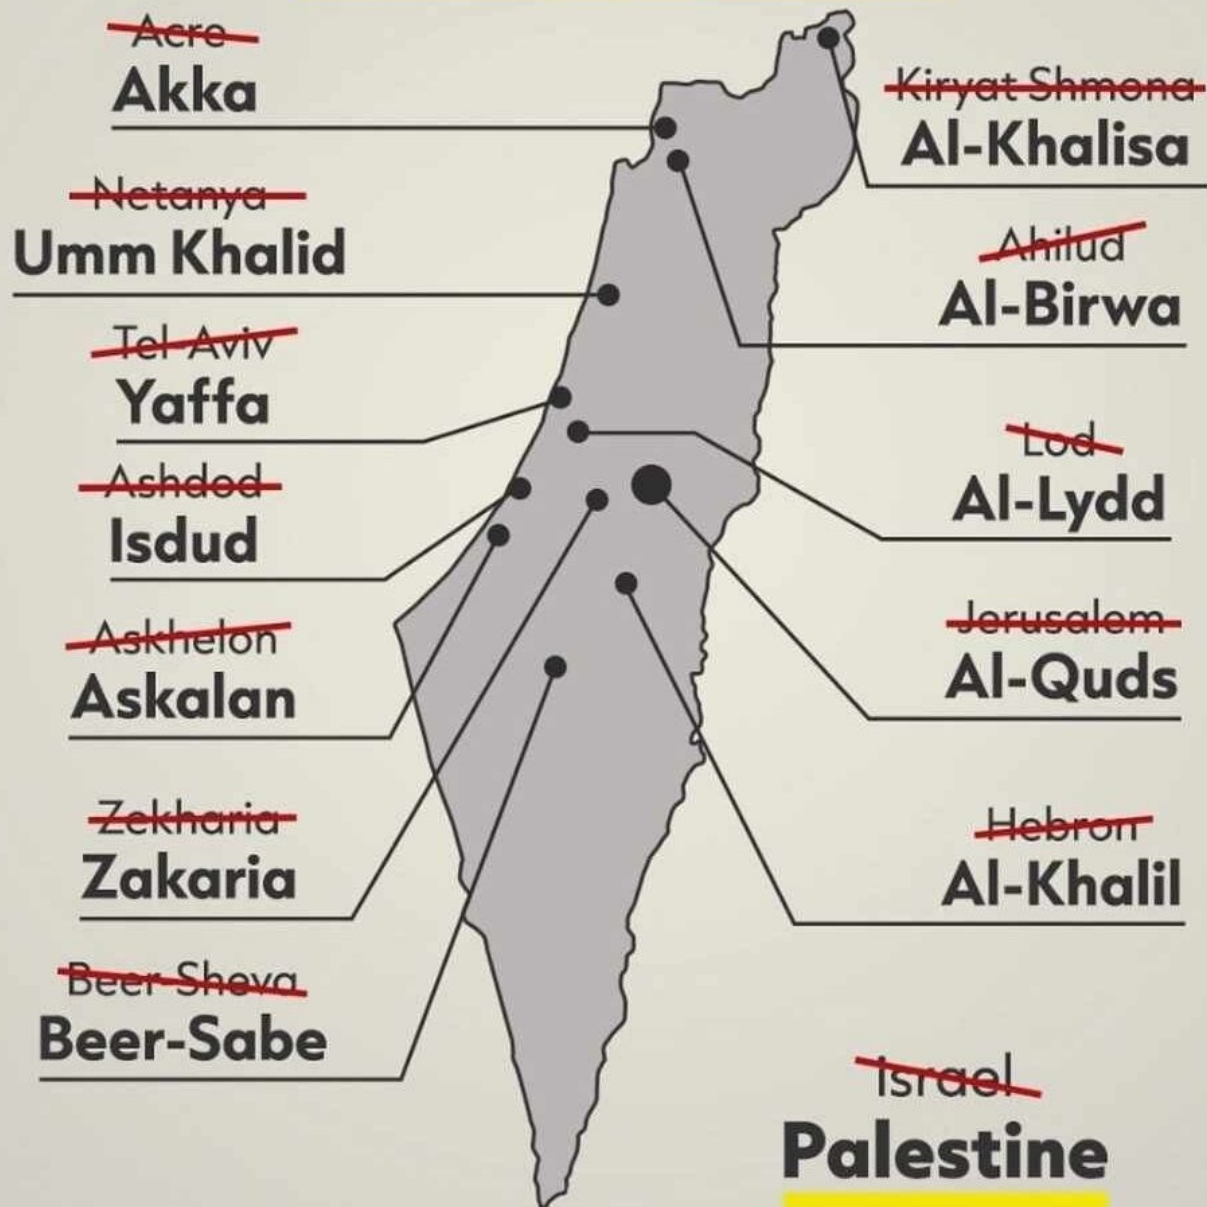 Acre
Akka
Netanya
Umm Khalid
Tel-Aviv
Yaffa
Ashdod
Isdud
Askhelon
Askalan
Zekharia
Zakaria
Beer-Sheva
Beer-Sabe
Kiryat Shmona
Al-Khalisa
Ahilud
Al-Birwa
Lod
Al-Lydd
Jerusalem
Al-Quds
Hebron
Al-Khalil
Israel
Palestine